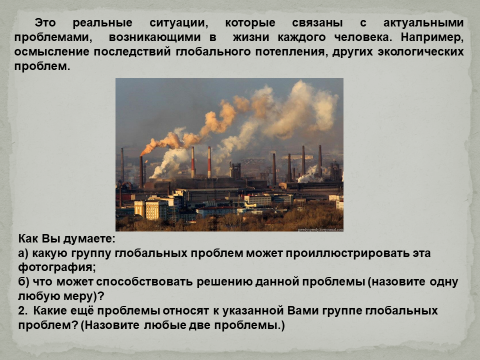 Это реальные ситуации, которые связаны с актуальными
проблемами, возникающими в жизни каждого человека. Например,
осмысление последствий глобального потепления, других экологических
проблем.
Как Вы думаете:
а) какую группу глобальных проблем может проиллюстрировать эта
фотография;
б) что может способствовать решению данной проблемы (назовите одну
любую меру)?
2. Какие ещё проблемы относят к указанной Вами группе глобальных
проблем? (Назовите любые две проблемы.)